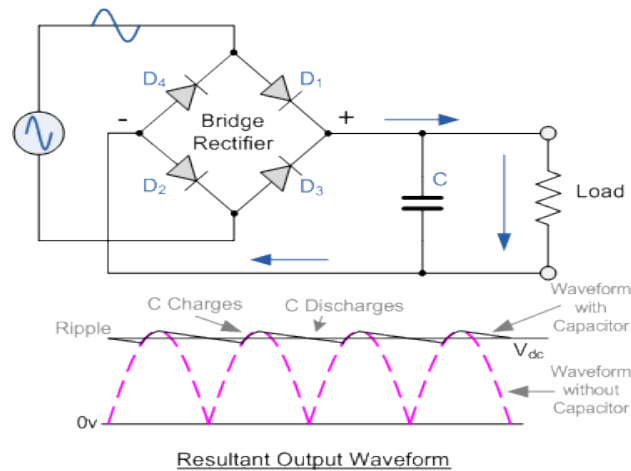 D4
D1
-
Bridge
Rectifier
+
D2
D3
C
Load
C Charges
C Discharges
Waveform
with
Capacitor
Ripple
Vdc
Waveform
without
Capacitor
0v
Resultant Output Waveform